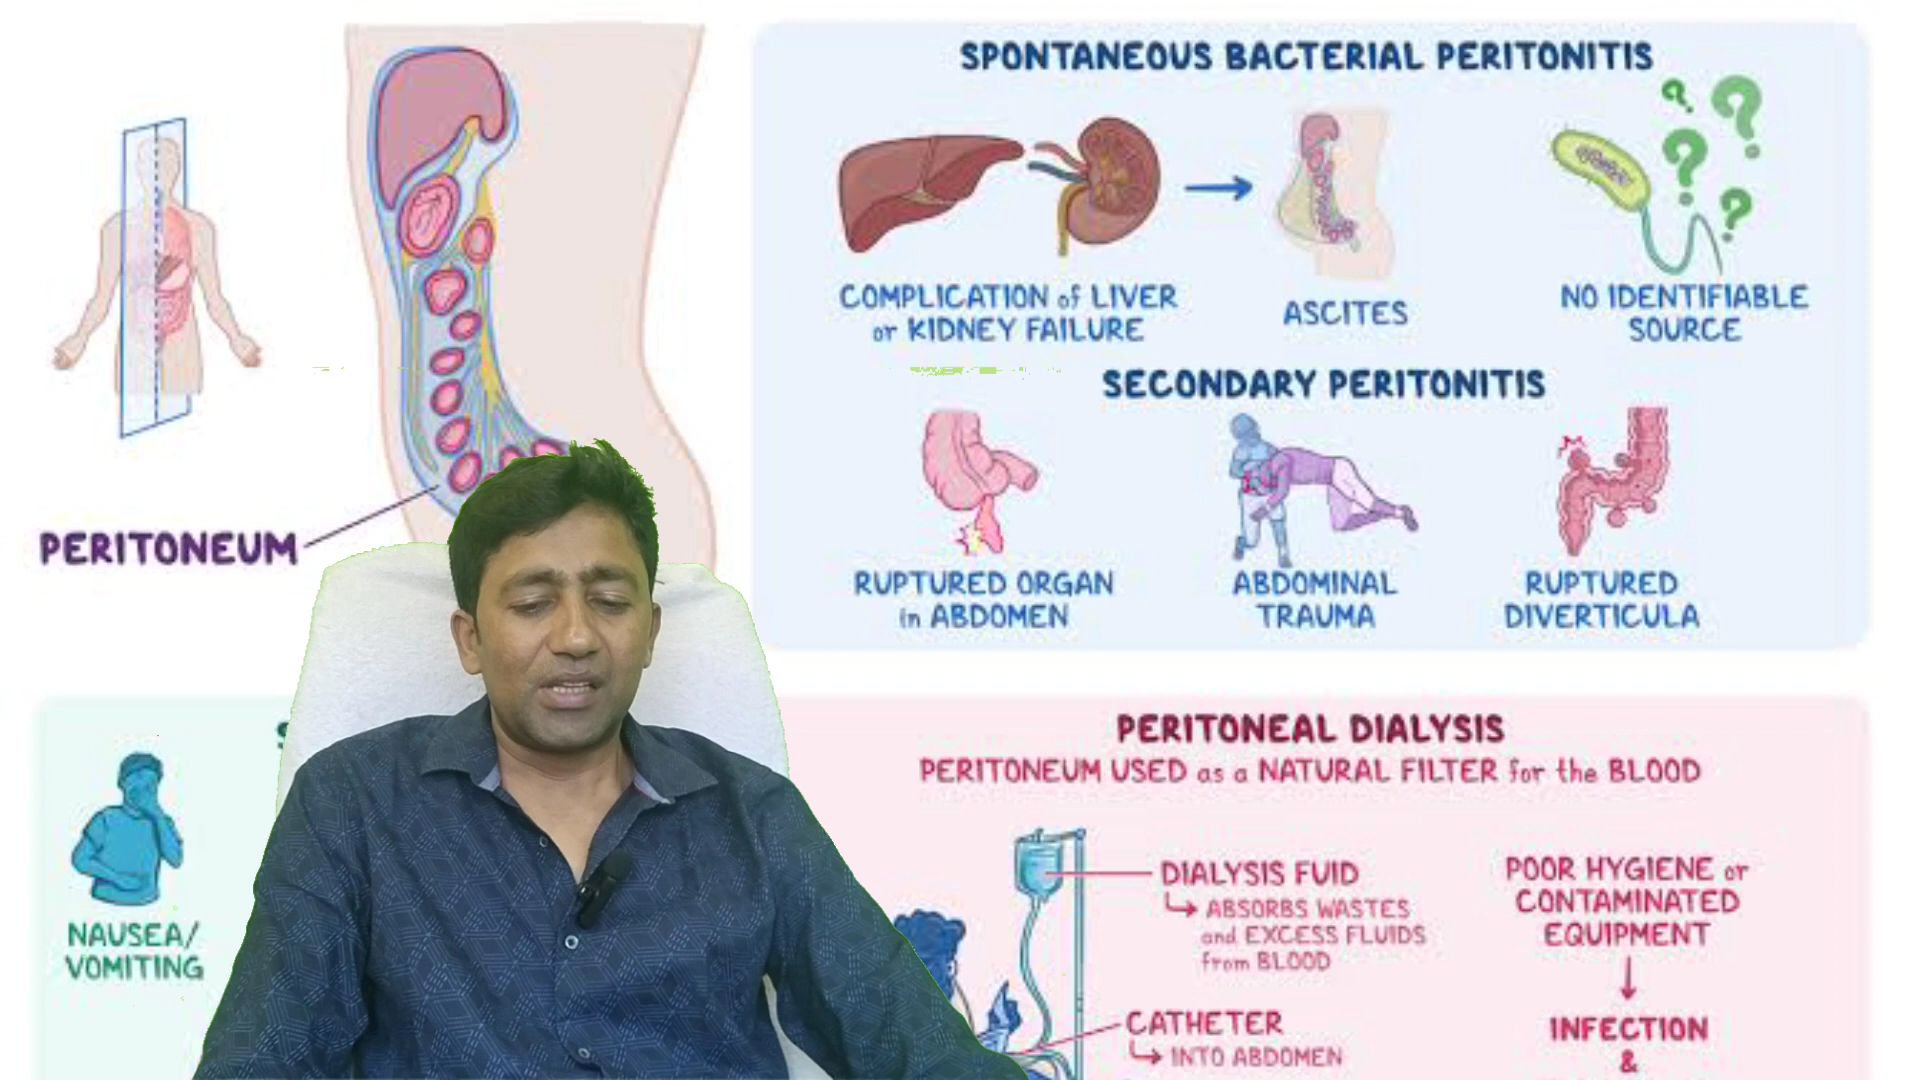 SPONTANEOUS BACTERIAL PERITONITIS
COMPLICATION of LIVER
or KIDNEY FAILURE
ASCITES
NO IDENTIFIABLE
SOURCE
SECONDARY PERITONITIS
RUPTURED ORGAN
in ABDOMEN
ABDOMINAL
TRAUMA
RUPTURED
DIVERTICULA
PERITONEUM
NAUSEA/
VOMITING
PERITONEAL DIALYSIS
PERITONEUM USED as a NATURAL FILTER for the BLOOD
DIALYSIS FUID
ABSORBS WASTES
and EXCESS FLUIDS
from BLOOD
CATHETER
INTO ABDOMEN
POOR HYGIENE or
CONTAMINATED
EQUIPMENT
INFECTION
&